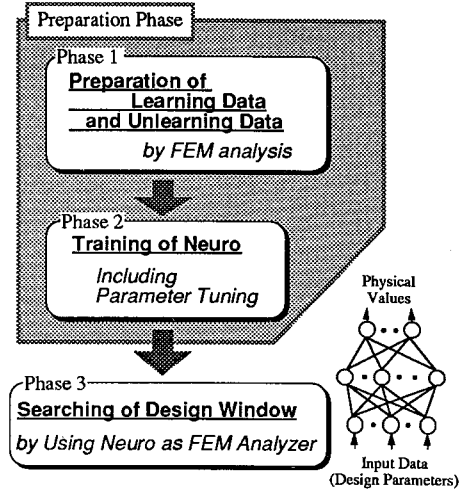 Preparation Phase
Phase 1
Preparation of
Learning Data
and Unlearning Data
by FEM analysis
Phase 2
Training of Neuro
Including
Parameter Tuning
Phase 3
Searching of Design Window
by Using Neuro as FEM Analyzer
Physical
Values
Input Data
(Design Parameters)